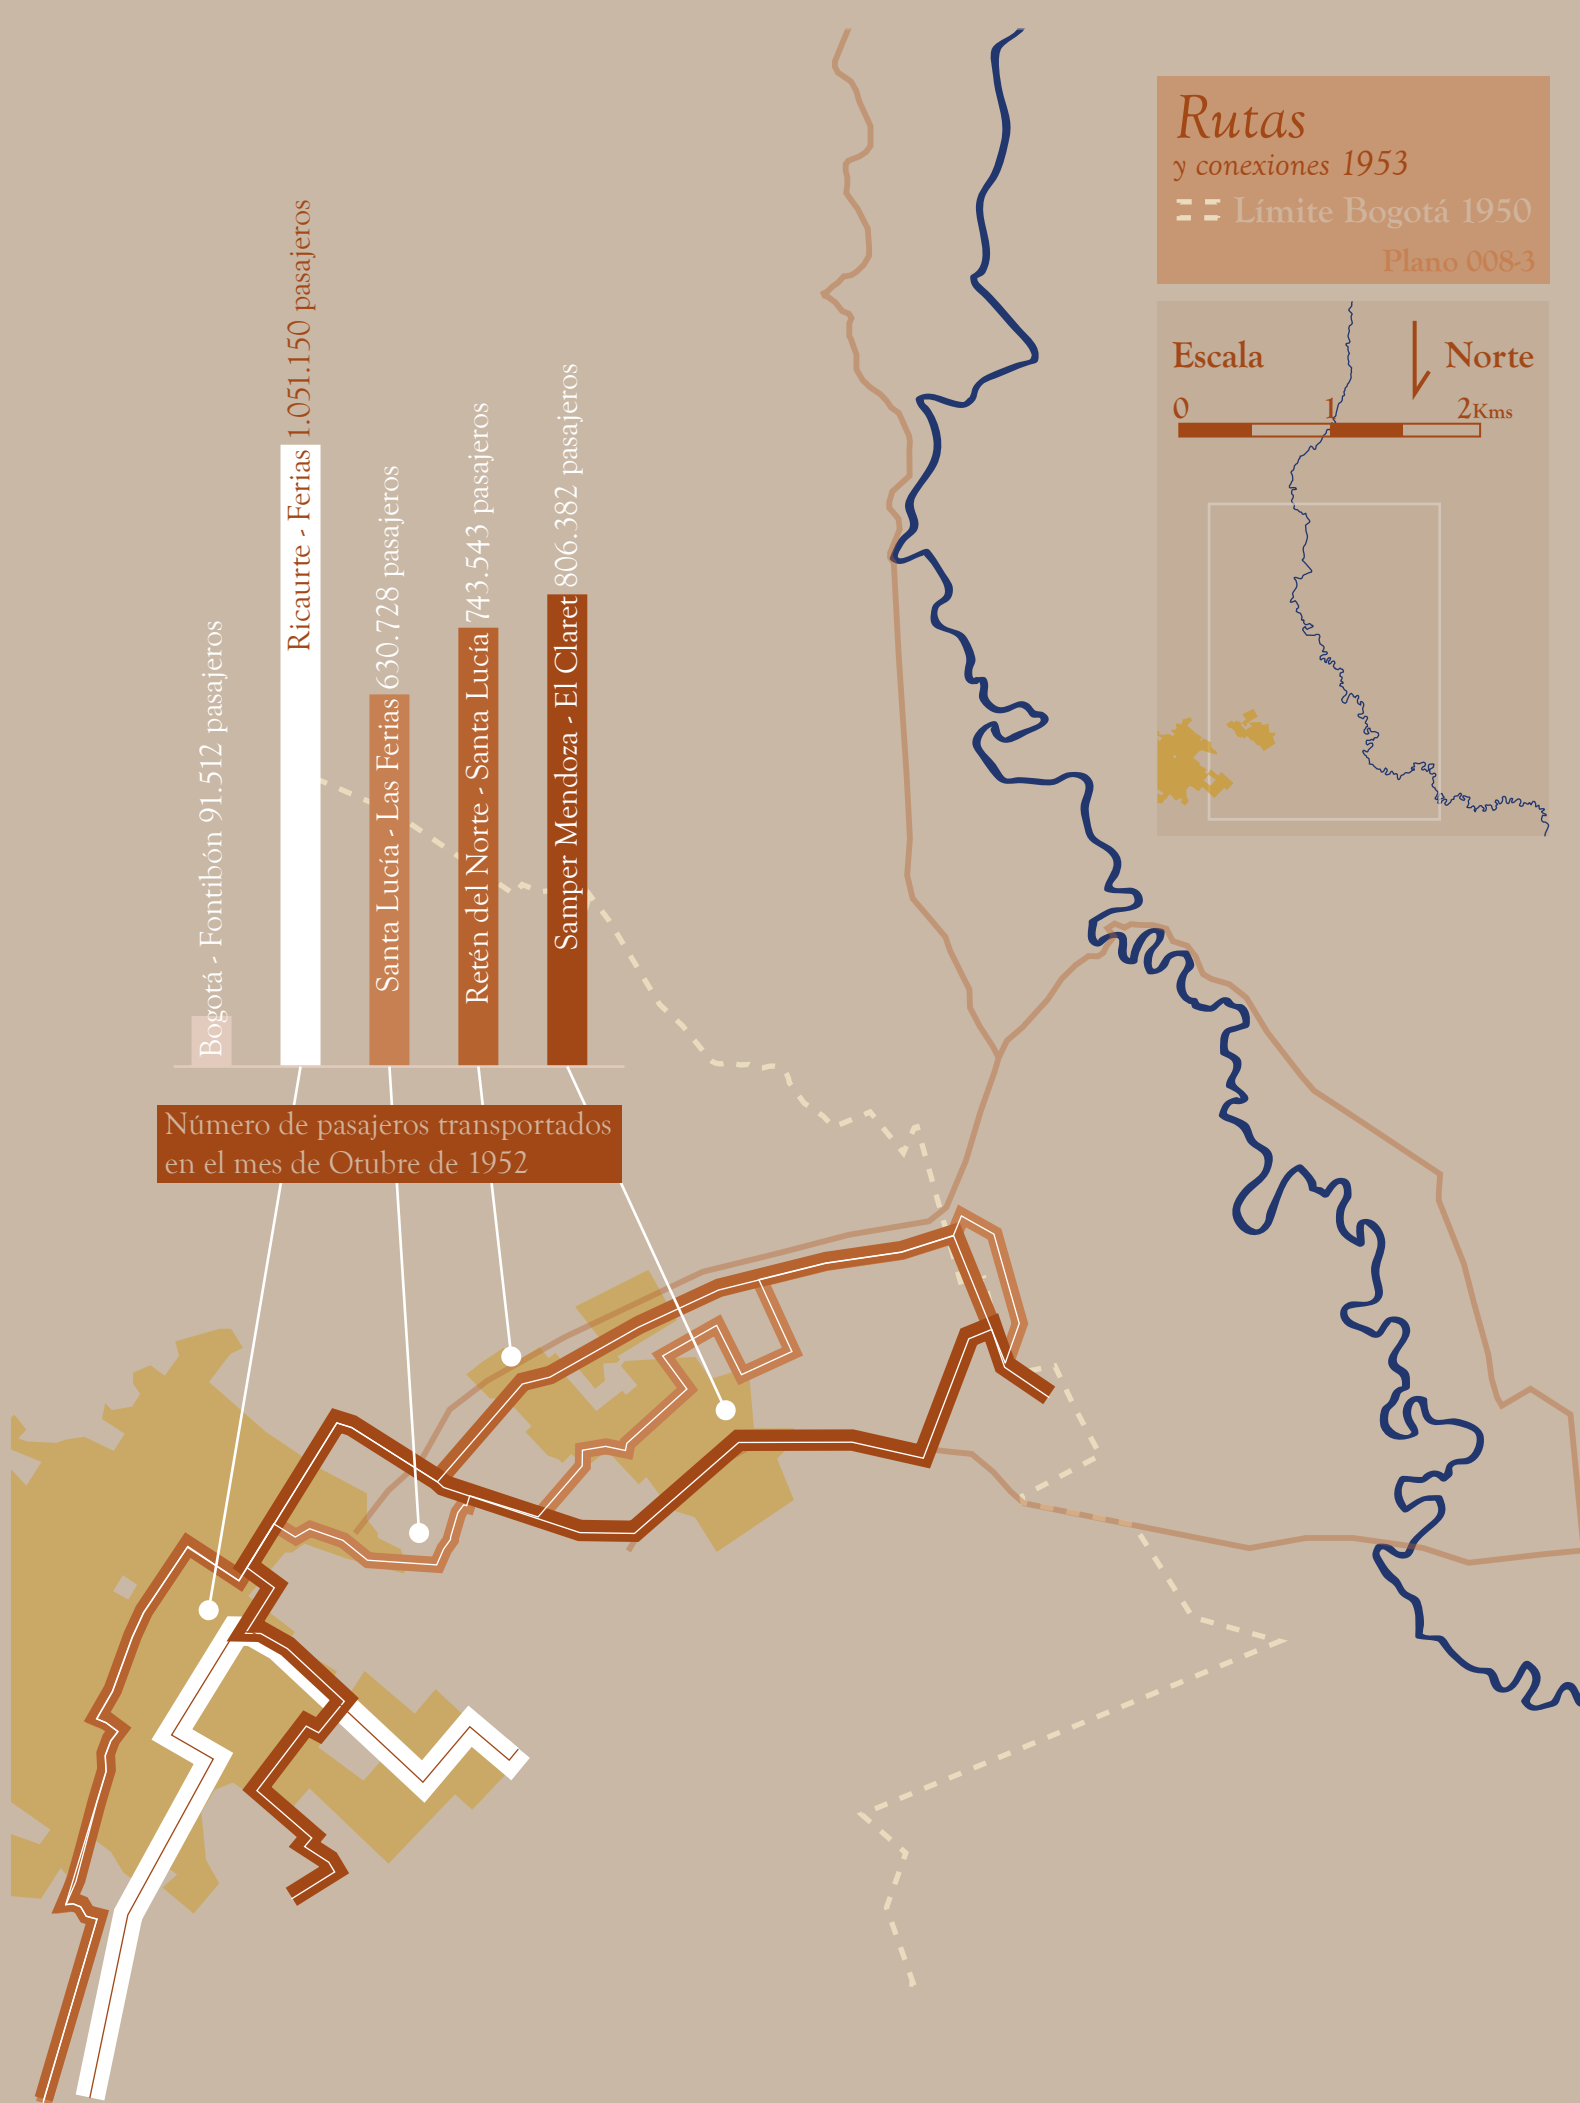 Rutas
y conexiones 1953
Límite Bogotá 1950
Plano 008-3
Escala
Norte
0 1 2Kms
Bogotá - Fontibón 91.512 pasajeros
Ricaurte - Ferias 1.051.150 pasajeros
Santa Lucía - Las Ferias 630.728 pasajeros
Retén del Norte - Santa Lucía 743.543 pasajeros
Samper Mendoza - El Claret 806.382 pasajeros
Número de pasajeros transportados
en el mes de Otubre de 1952